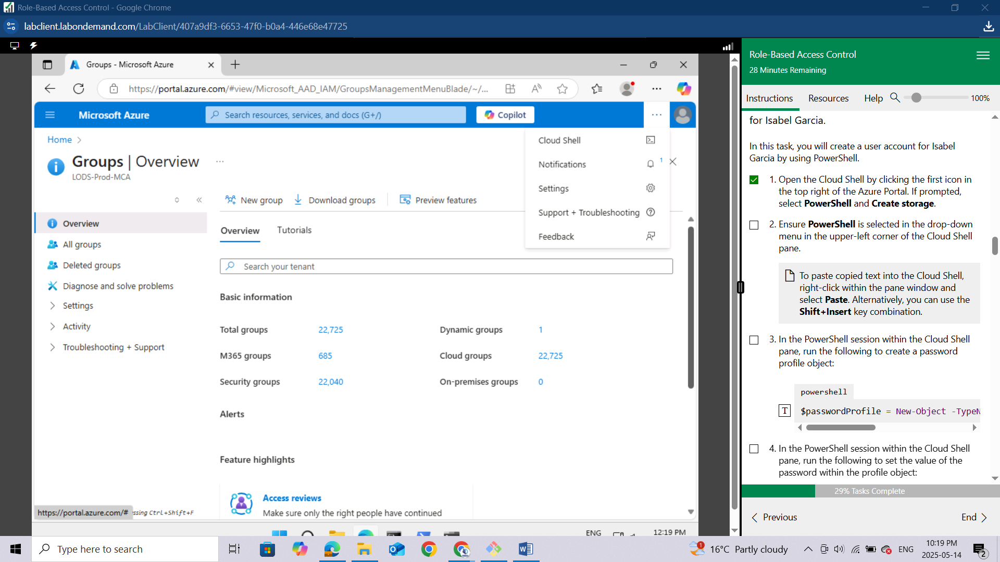 Role-Based Access Control - Google Chrome
labclient.labondemand.com/LabClient/407a9df3-6653-47f0-b0a4-446e68e47725
Groups - Microsoft Azure
https://portal.azure.com/#view/Microsoft_AAD_IAM/GroupsManagementMenuBlade/~/...
Microsoft Azure
Search resources, services, and docs (G+/)
Copilot
Home
Groups | Overview
LODS-Prod-MCA
Cloud Shell
Notifications
1
Settings
Support + Troubleshooting
Feedback
New group
Download groups
Preview features
Overview
All groups
Deleted groups
Diagnose and solve problems
Settings
Activity
Troubleshooting + Support
Overview
Tutorials
Search your tenant
Basic information
Total groups 22,725 Dynamic groups 1
M365 groups 685 Cloud groups 22,725
Security groups 22,040 On-premises groups 0
Alerts
Feature highlights
Access reviews
Make sure only the right people have continued
https://portal.azure.com/#
ssing Ctrl+Shift+F
ENG
12:19 PM
Role-Based Access Control
28 Minutes Remaining
Instructions Resources Help 100%
for Isabel Garcia.
In this task, you will create a user account for Isabel
Garcia by using PowerShell.
1. Open the Cloud Shell by clicking the first icon in
the top right of the Azure Portal. If prompted,
select PowerShell and Create storage.
2. Ensure PowerShell is selected in the drop-down
menu in the upper-left corner of the Cloud Shell
pane.
To paste copied text into the Cloud Shell,
right-click within the pane window and
select Paste. Alternatively, you can use the
Shift+Insert key combination.
3. In the PowerShell session within the Cloud Shell
pane, run the following to create a password
profile object:
powershell
T
$passwordProfile = New-Object -TypeN
4. In the PowerShell session within the Cloud Shell
pane, run the following to set the value of the
password within the profile object:
29% Tasks Complete
Previous
End
Type here to search
1
16°C Partly cloudy
ENG
10:19 PM
2025-05-14
2